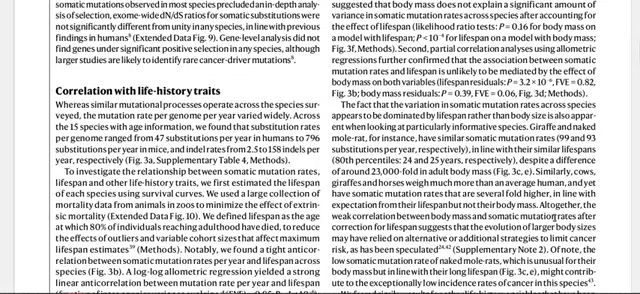 somatic mutations observed in most species precluded an in-depth analy-
sis of selection, exome-wide dN/dS ratios for somatic substitutions were
not significantly different from unity in any species, in line with previous
findings in humans⁸ (Extended Data Fig. 9). Gene-level analysis did not
find genes under significant positive selection in any species, although
larger studies are likely to identify rare cancer-driver mutations⁸.
Correlation with life-history traits
Whereas similar mutational processes operate across the species sur-
veyed, the mutation rate per genome per year varied widely. Across
the 15 species with age information, we found that substitution rates
per genome ranged from 47 substitutions per year in humans to 796
substitutions per year in mice, and indel rates from 2.5 to 158 indels per
year, respectively (Fig. 3a, Supplementary Table 4, Methods).
To investigate the relationship between somatic mutation rates,
lifespan and other life-history traits, we first estimated the lifespan
of each species using survival curves. We used a large collection of
mortality data from animals in zoos to minimize the effect of extrin-
sic mortality (Extended Data Fig. 10). We defined lifespan as the age
at which 80% of individuals reaching adulthood have died, to reduce
the effects of outliers and variable cohort sizes that affect maximum
lifespan estimates³⁹ (Methods). Notably, we found a tight anticor-
relation between somatic mutation rates per year and lifespan across
species (Fig. 3b). A log-log allometric regression yielded a strong
linear anticorrelation between mutation rate per year and lifespan
suggested that body mass does not explain a significant amount of
variance in somatic mutation rates across species after accounting for
the effect of lifespan (likelihood ratio tests: P = 0.16 for body mass on
a model with lifespan; P < 10⁻⁴ for lifespan on a model with body mass;
Fig. 3f, Methods). Second, partial correlation analyses using allometric
regressions further confirmed that the association between somatic
mutation rates and lifespan is unlikely to be mediated by the effect of
body mass on both variables (lifespan residuals: P = 3.2 × 10⁻⁶, FVE = 0.82,
Fig. 3b; body mass residuals: P = 0.39, FVE = 0.06, Fig. 3d; Methods).
The fact that the variation in somatic mutation rates across species
appears to be dominated by lifespan rather than body size is also appar-
ent when looking at particularly informative species. Giraffe and naked
mole-rat, for instance, have similar somatic mutation rates (99 and 93
substitutions per year, respectively), in line with their similar lifespans
(80th percentiles: 24 and 25 years, respectively), despite a difference
of around 23,000-fold in adult body mass (Fig. 3c, e). Similarly, cows,
giraffes and horses weigh much more than an average human, and yet
have somatic mutation rates that are several fold higher, in line with
expectation from their lifespan but not their body mass. Altogether, the
weak correlation between body mass and somatic mutation rates after
correction for lifespan suggests that the evolution of larger body sizes
may have relied on alternative or additional strategies to limit cancer
risk, as has been speculated²⁴,⁴² (Supplementary Note 2). Of note, the
low somatic mutation rate of naked mole-rats, which is unusual for their
body mass but in line with their long lifespan (Fig. 3c, e), might contrib-
ute to the exceptionally low incidence rates of cancer in this species⁴³.